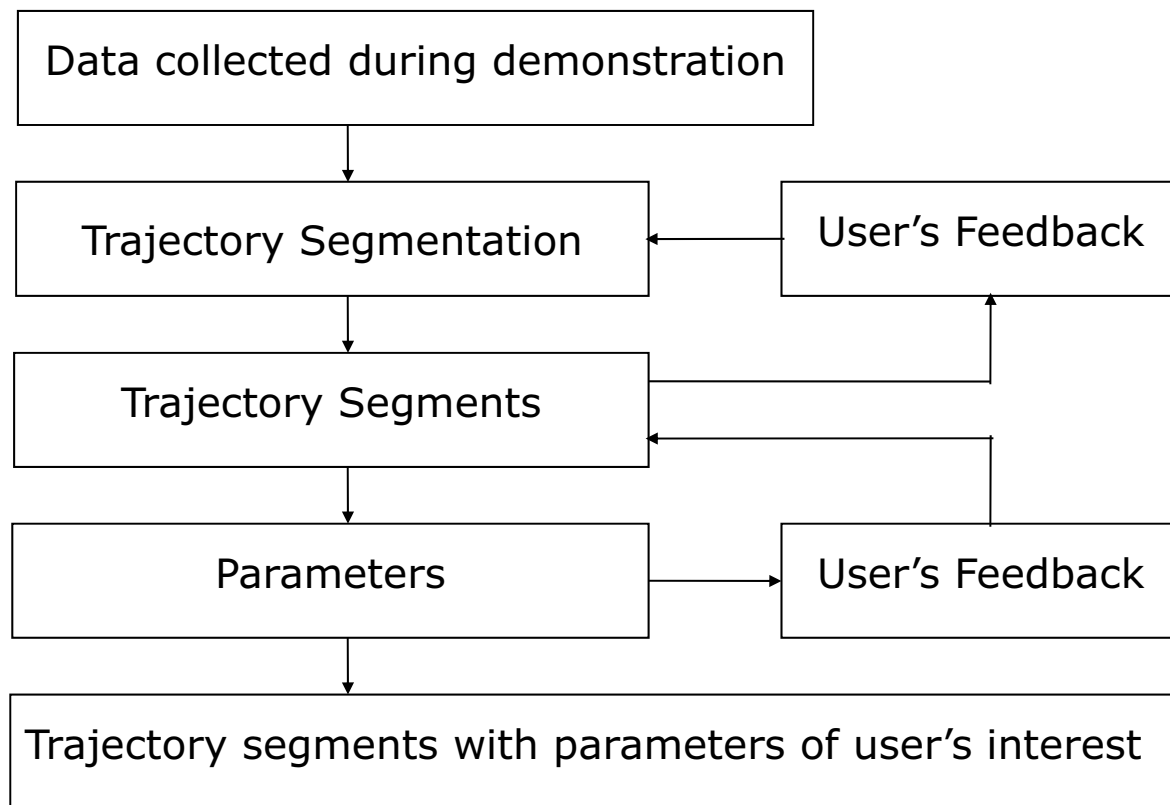 Data collected during demonstration
Trajectory Segmentation
User’s Feedback
Trajectory Segments
Parameters
User’s Feedback
Trajectory segments with parameters of user’s interest